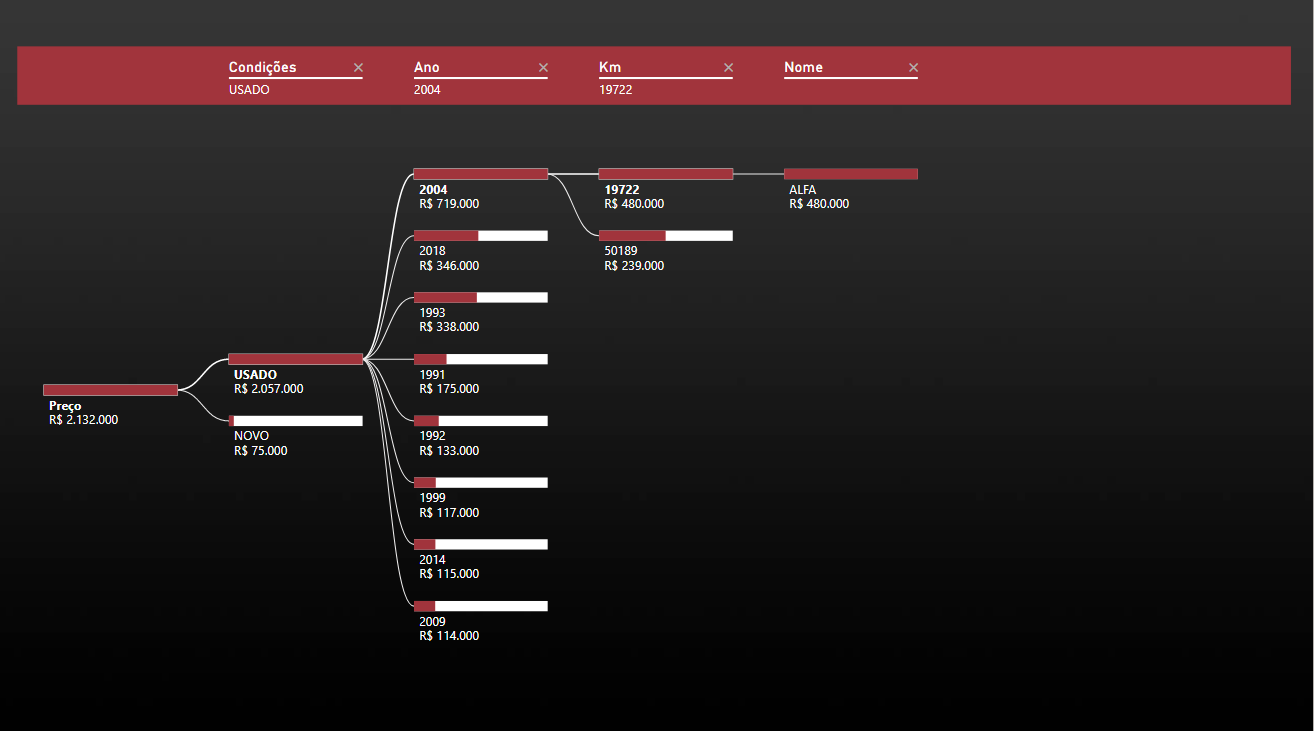 Condições
USADO
Ano
2004
Km
19722
Nome
Preço
R$ 2.132.000
USADO
R$ 2.057.000
NOVO
R$ 75.000
2004
R$ 719.000
2018
R$ 346.000
1993
R$ 338.000
1991
R$ 175.000
1992
R$ 133.000
1999
R$ 117.000
2014
R$ 115.000
2009
R$ 114.000
19722
R$ 480.000
50189
R$ 239.000
ALFA
R$ 480.000